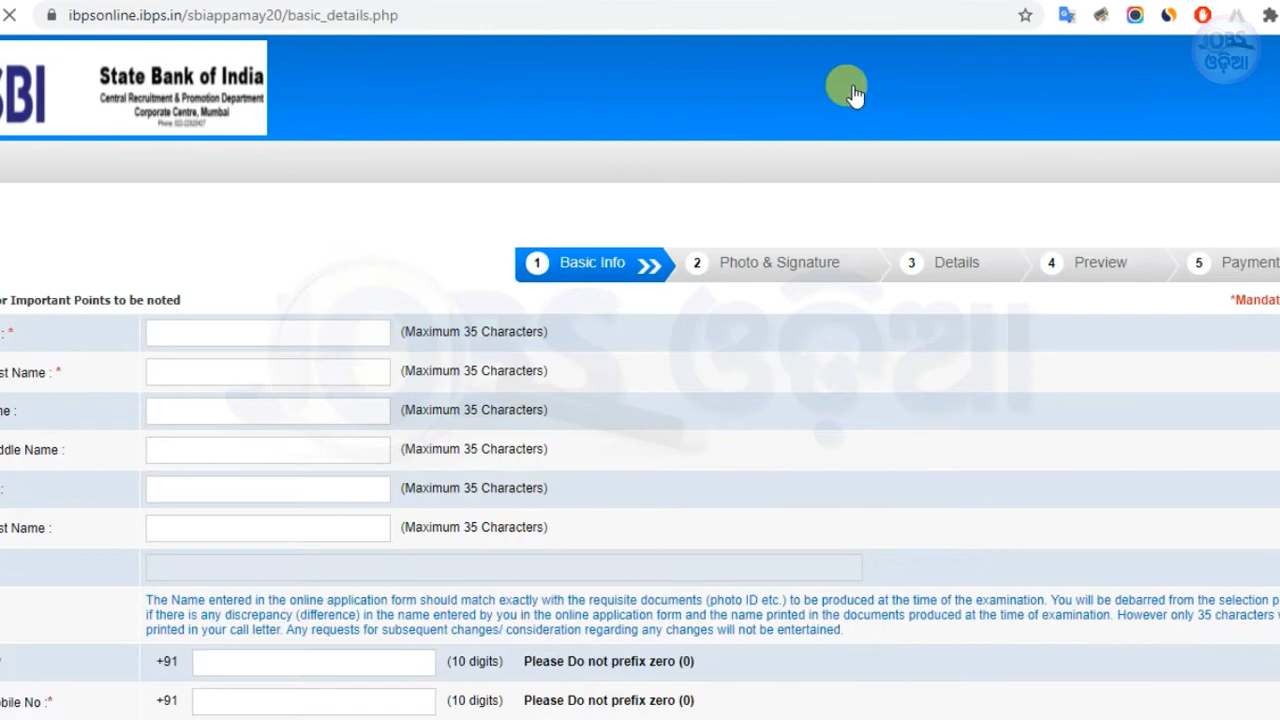 ibpsonline.ibps.in/sbiappamay20/basic_details.php
JOBS
ଓଡ଼ିଆ
SBI
State Bank of India
Central Recruitment & Promotion Department
Corporate Centre, Mumbai
1 Basic Info
2 Photo & Signature
3 Details
4 Preview
5 Payment
or Important Points to be noted
*Mandat
: *
(Maximum 35 Characters)
st Name : *
(Maximum 35 Characters)
ne :
(Maximum 35 Characters)
ddle Name :
(Maximum 35 Characters)
:
(Maximum 35 Characters)
st Name :
(Maximum 35 Characters)
JOBS ଓଡ଼ିଆ
The Name entered in the online application form should match exactly with the requisite documents (photo ID etc.) to be produced at the time of the examination. You will be debarred from the selection p
if there is any discrepancy (difference) in the name entered by you in the online application form and the name printed in the documents produced at the time of examination. However only 35 characters
printed in your call letter. Any requests for subsequent changes/ consideration regarding any changes will not be entertained.
* +91 (10 digits) Please Do not prefix zero (0)
obile No :* +91 (10 digits) Please Do not prefix zero (0)